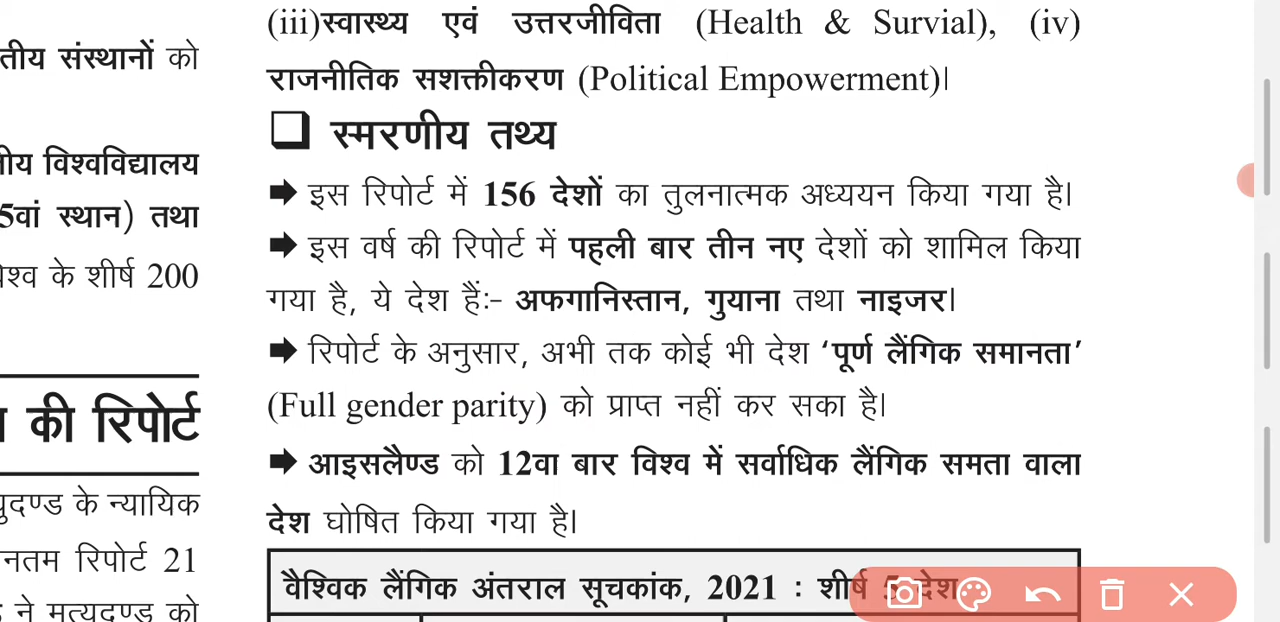 तीय संस्थानों को
तीय विश्वविद्यालय
5वां स्थान) तथा
वेश्व के शीर्ष 200
की रिपोर्ट
युदण्ड के न्यायिक
नतम रिपोर्ट 21
ने मृत्युदण्ड को
(iii)स्वास्थ्य एवं उत्तरजीविता (Health & Survial), (iv)
राजनीतिक सशक्तीकरण (Political Empowerment)।
❑ स्मरणीय तथ्य
➡ इस रिपोर्ट में 156 देशों का तुलनात्मक अध्ययन किया गया है।
➡ इस वर्ष की रिपोर्ट में पहली बार तीन नए देशों को शामिल किया
गया है, ये देश हैं:– अफगानिस्तान, गुयाना तथा नाइजर।
➡ रिपोर्ट के अनुसार, अभी तक कोई भी देश ‘पूर्ण लैंगिक समानता’
(Full gender parity) को प्राप्त नहीं कर सका है।
➡ आइसलैण्ड को 12वा बार विश्व में सर्वाधिक लैंगिक समता वाला
देश घोषित किया गया है।
वैश्विक लैंगिक अंतराल सूचकांक, 2021 : शीर्ष 5 देश